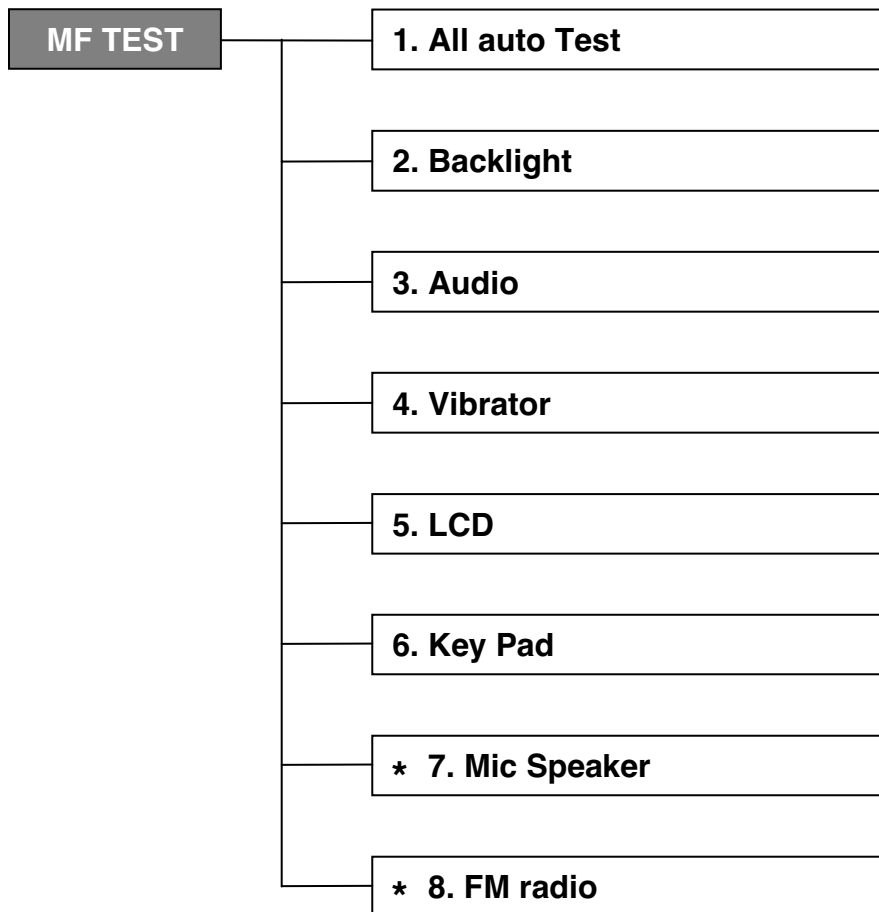 MF TEST
1. All auto Test
2. Backlight
3. Audio
4. Vibrator
5. LCD
6. Key Pad
* 7. Mic Speaker
* 8. FM radio